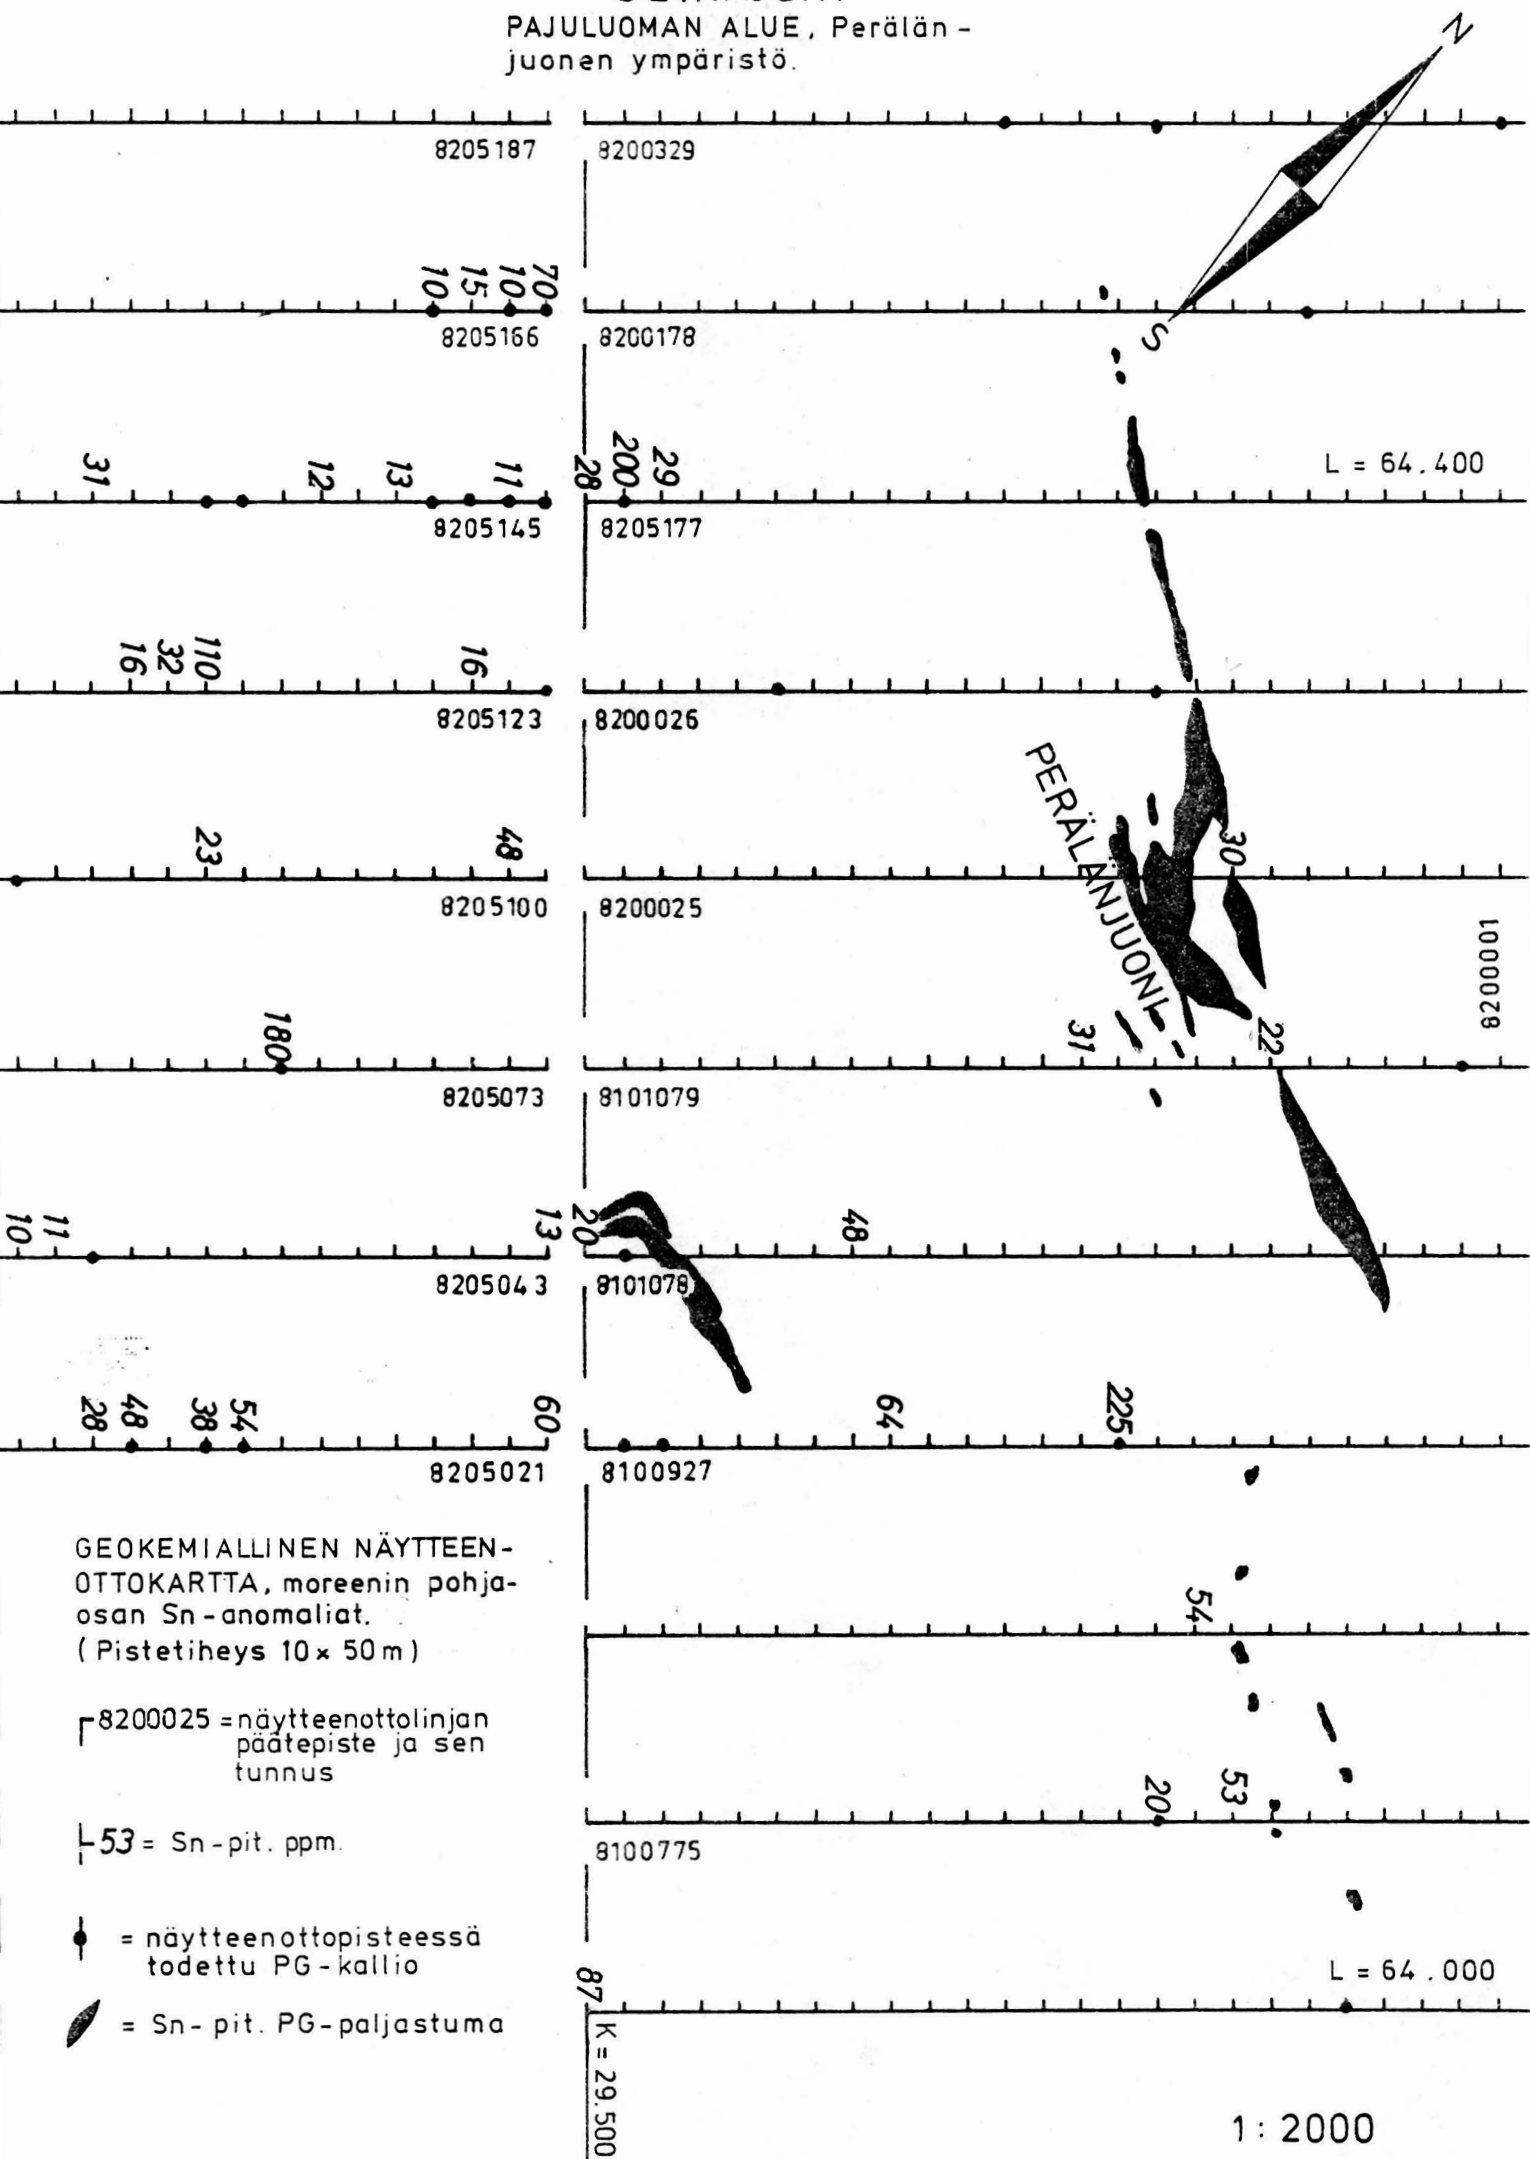 PAJULUOMAN ALUE, Perälän-
juonen ympäristö.
N
8205187 8200329
10 15 10 70
8205166 8200178
S
31 12 13 11 28 200 29
L = 64.400
8205145 8205177
16 32 110 16
8205123 8200026
PERÄLÄNJUONI
23 48 30
8205100 8200025
8200001
180 31 22
8205073 8101079
10 11 13 20 48
8205043 8101078
28 48 38 54 60 64 225
8205021 8100927
GEOKEMIALLINEN NÄYTTEEN-
OTTOKARTTA, moreenin pohja-
osan Sn-anomaliat.
(Pistetiheys 10 x 50 m)
54
8200025 = näytteenottolinjan
päätepiste ja sen
tunnus
20 53
53 = Sn-pit. ppm.
8100775
= näytteenottopisteessä
todettu PG-kallio
L = 64.000
87
= Sn-pit. PG-paljastuma
K = 29.500
1: 2000